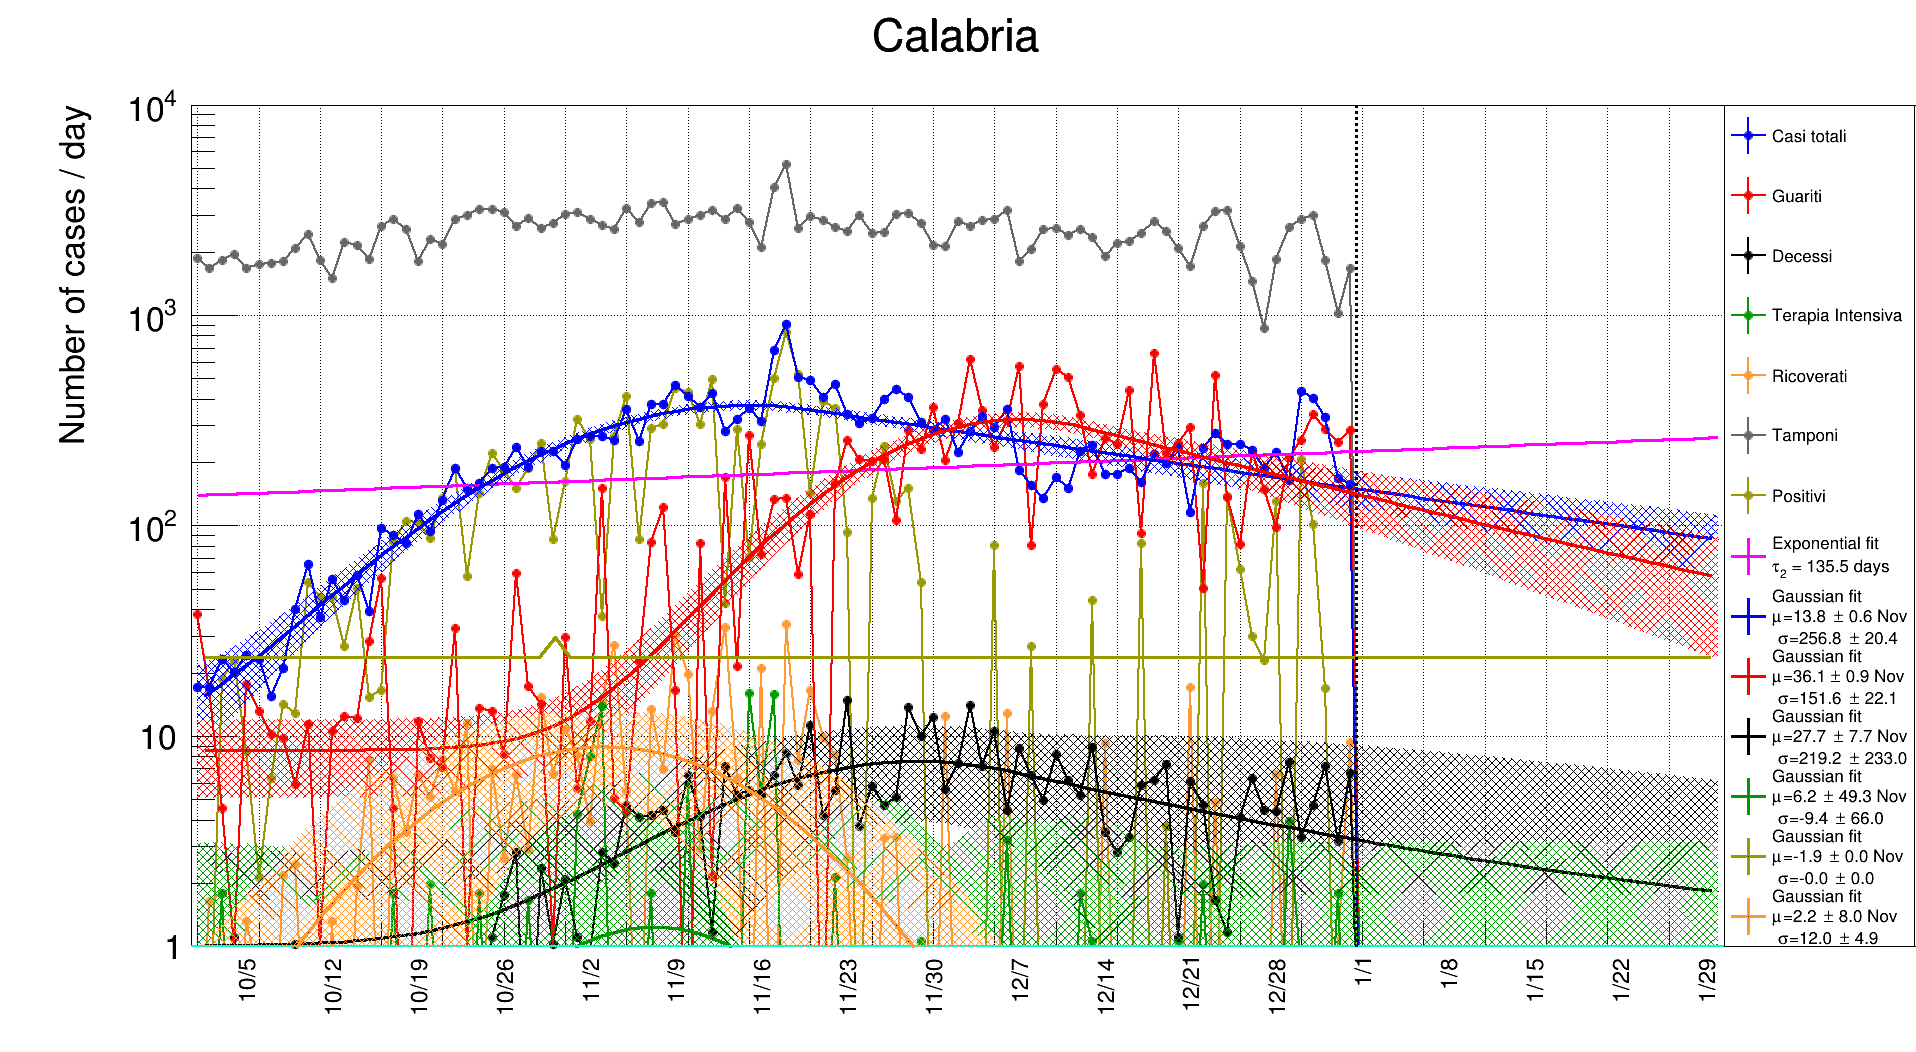 Calabria
Number of cases / day
10^4
10^3
10^2
10
1
10/5
10/12
10/19
10/26
11/2
11/9
11/16
11/23
11/30
12/7
12/14
12/21
12/28
1/1
1/8
1/15
1/22
1/29
Casi totali
Guariti
Decessi
Terapia Intensiva
Ricoverati
Tamponi
Positivi
Exponential fit
τ₂ = 135.5 days
Gaussian fit
μ=13.8 ± 0.6 Nov
σ=256.8 ± 20.4
Gaussian fit
μ=36.1 ± 0.9 Nov
σ=151.6 ± 22.1
Gaussian fit
μ=27.7 ± 7.7 Nov
σ=219.2 ± 233.0
Gaussian fit
μ=6.2 ± 49.3 Nov
σ=-9.4 ± 66.0
Gaussian fit
μ=-1.9 ± 0.0 Nov
σ=-0.0 ± 0.0
Gaussian fit
μ=2.2 ± 8.0 Nov
σ=12.0 ± 4.9